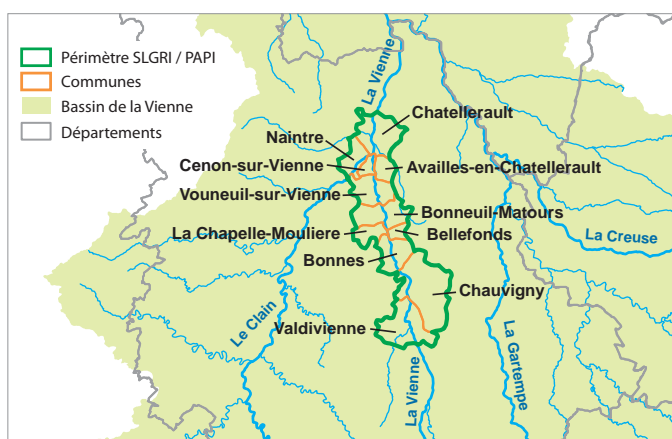 Périmètre SLGRI / PAPI
Communes
Bassin de la Vienne
Départements
La Vienne
Chatellerault
Naintre
Cenon-sur-Vienne
Availles-en-Chatellerault
Vouneuil-sur-Vienne
Bonneuil-Matours
La Chapelle-Mouliere
Bellefonds
La Creuse
Bonnes
Chauvigny
Le Clain
Valdivienne
La Gartempe
La Vienne